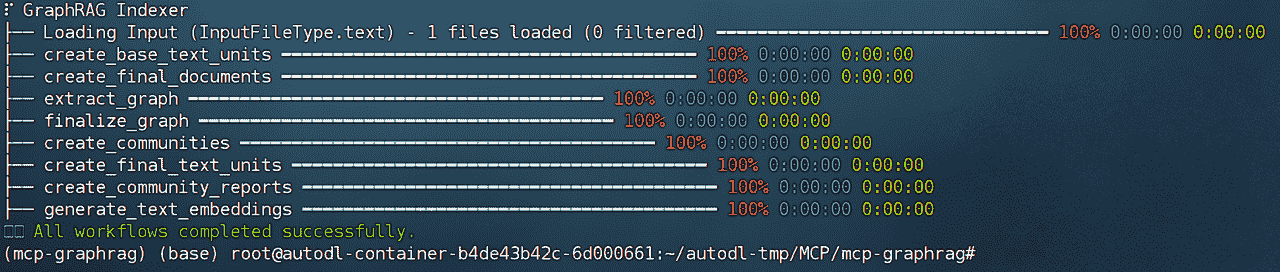 GraphRAG Indexer
├── Loading Input (InputFileType.text) - 1 files loaded (0 filtered) ━━━━━━━━━━━━━━━━━━━━━━━━━━━━━━ 100% 0:00:00 0:00:00
├── create_base_text_units ━━━━━━━━━━━━━━━━━━━━━━━━━━━━━━━━━━━━━━━━ 100% 0:00:00 0:00:00
├── create_final_documents ━━━━━━━━━━━━━━━━━━━━━━━━━━━━━━━━━━━━━━━━ 100% 0:00:00 0:00:00
├── extract_graph ━━━━━━━━━━━━━━━━━━━━━━━━━━━━━━━━━━━━━━━━ 100% 0:00:00 0:00:00
├── finalize_graph ━━━━━━━━━━━━━━━━━━━━━━━━━━━━━━━━━━━━━━━━ 100% 0:00:00 0:00:00
├── create_communities ━━━━━━━━━━━━━━━━━━━━━━━━━━━━━━━━━━━━━━━━ 100% 0:00:00 0:00:00
├── create_final_text_units ━━━━━━━━━━━━━━━━━━━━━━━━━━━━━━━━━━━━━━━━ 100% 0:00:00 0:00:00
├── create_community_reports ━━━━━━━━━━━━━━━━━━━━━━━━━━━━━━━━━━━━━━━━ 100% 0:00:00 0:00:00
├── generate_text_embeddings ━━━━━━━━━━━━━━━━━━━━━━━━━━━━━━━━━━━━━━━━ 100% 0:00:00 0:00:00
All workflows completed successfully.
(mcp-graphrag) (base) root@autodl-container-b4de43b42c-6d000661:~/autodl-tmp/MCP/mcp-graphrag#